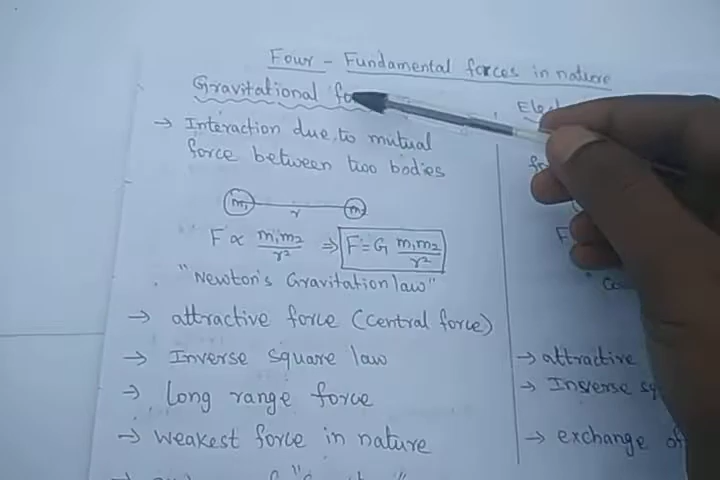 Four - Fundamental forces in nature
Gravitational
→ Interaction due to mutual
force between two bodies
m₁ r m₂
F ∝ m₁m₂/r² ⇒ F = G m₁m₂/r²
"Newton's Gravitation law"
→ attractive force (central force)
→ Inverse square law
→ Long range force
→ weakest force in nature
→ attractive
→ Inverse
→ exchange of